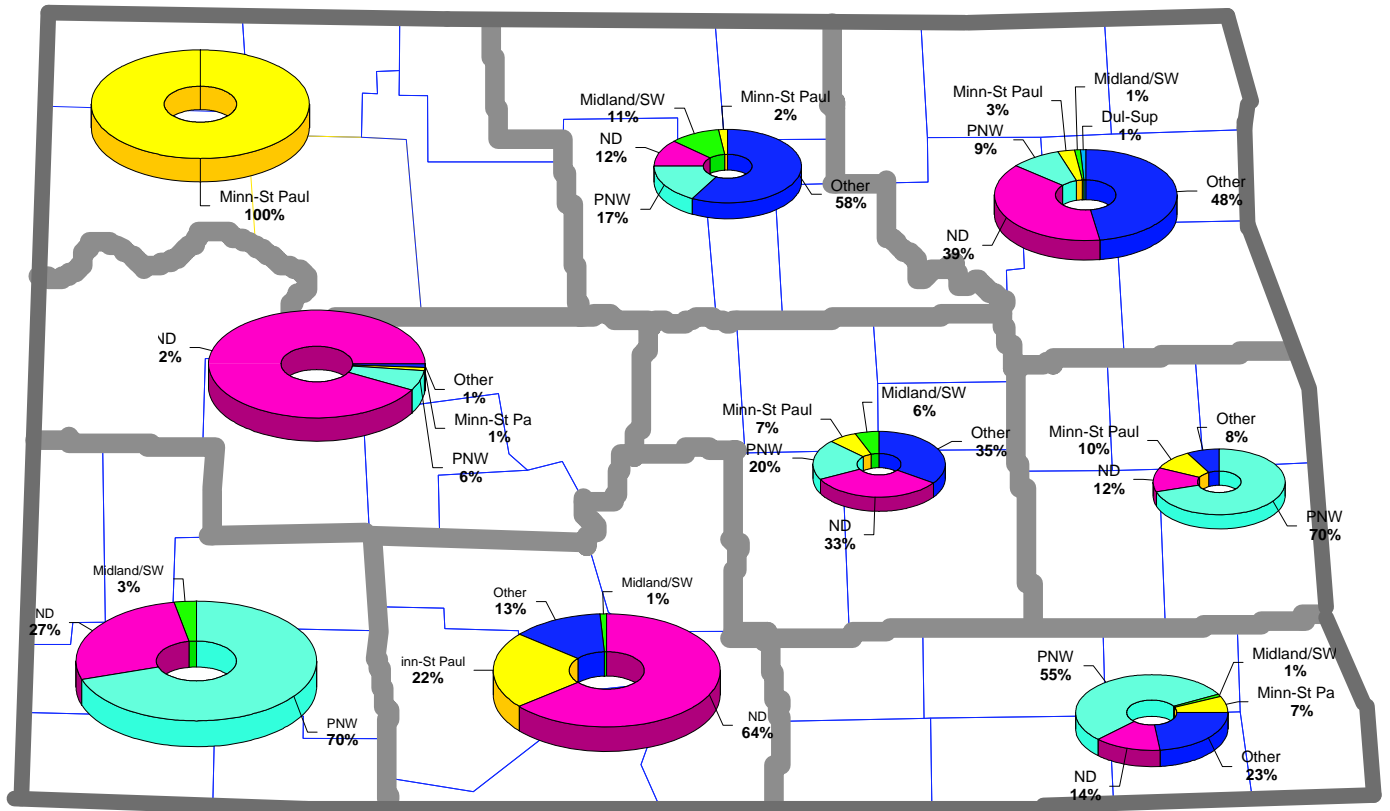 Minn-St Paul
100%
Midland/SW
11%
Minn-St Paul
2%
ND
12%
PNW
17%
Other
58%
Minn-St Paul
3%
Midland/SW
1%
Dul-Sup
1%
PNW
9%
Other
48%
ND
39%
ND
2%
Other
1%
Minn-St Pa
1%
PNW
6%
Midland/SW
6%
Minn-St Paul
7%
Other
35%
PNW
20%
ND
33%
Other
8%
Minn-St Paul
10%
ND
12%
PNW
70%
Midland/SW
3%
ND
27%
PNW
70%
Midland/SW
1%
Other
13%
inn-St Paul
22%
ND
64%
PNW
55%
Midland/SW
1%
Minn-St Pa
7%
Other
23%
ND
14%